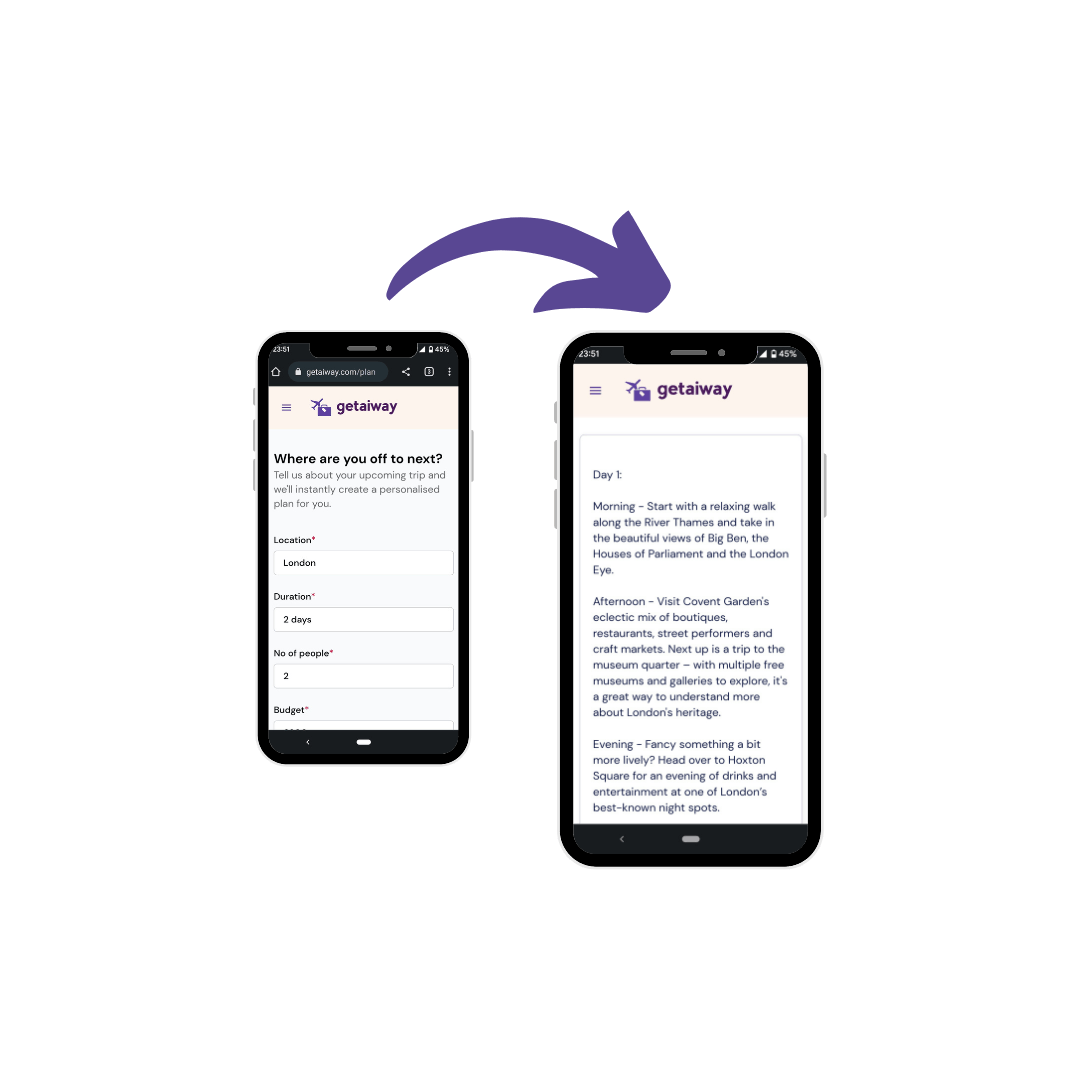 23:51
45%
getaiway.com/plan
3
getaiway
Where are you off to next?
Tell us about your upcoming trip and
we'll instantly create a personalised
plan for you.
Location*
London
Duration*
2 days
No of people*
2
Budget*
23:51
45%
getaiway
Day 1:
Morning - Start with a relaxing walk
along the River Thames and take in
the beautiful views of Big Ben, the
Houses of Parliament and the London
Eye.
Afternoon - Visit Covent Garden's
eclectic mix of boutiques,
restaurants, street performers and
craft markets. Next up is a trip to the
museum quarter – with multiple free
museums and galleries to explore, it's
a great way to understand more
about London's heritage.
Evening - Fancy something a bit
more lively? Head over to Hoxton
Square for an evening of drinks and
entertainment at one of London's
best-known night spots.